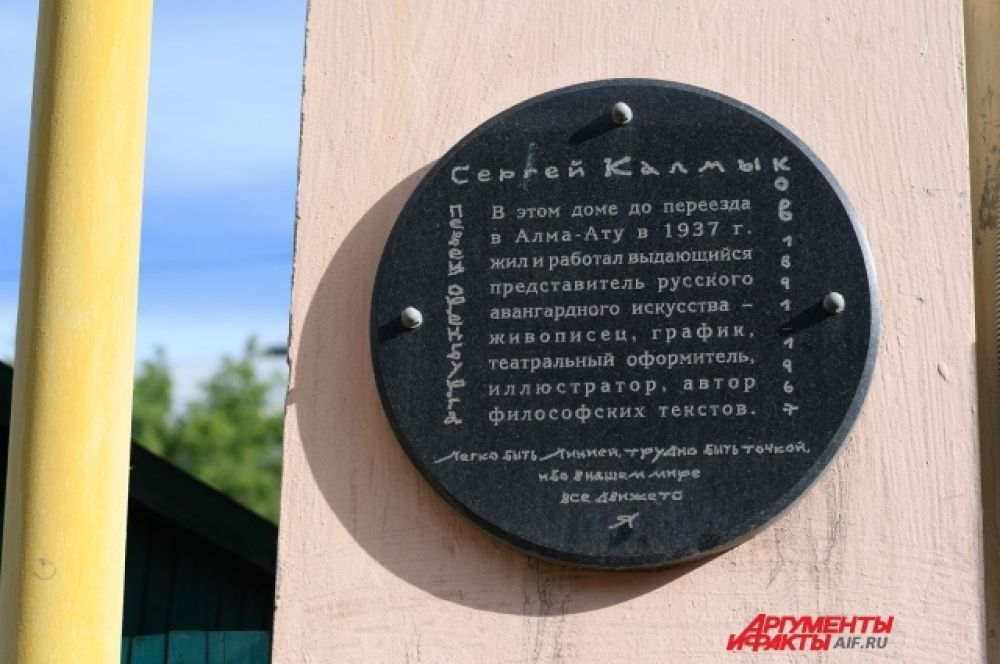 Сергей Калмыков 1891-1967
певец оренбурга
В этом доме до переезда
в Алма-Ату в 1937 г.
жил и работал выдающийся
представитель русского
авангардного искусства –
живописец, график,
театральный оформитель,
иллюстратор, автор
философских текстов.
Легко быть линией, трудно быть точкой,
ибо в нашем мире
все движетс
Я
АРГУМЕНТЫ
И ФАКТЫ AIF.RU